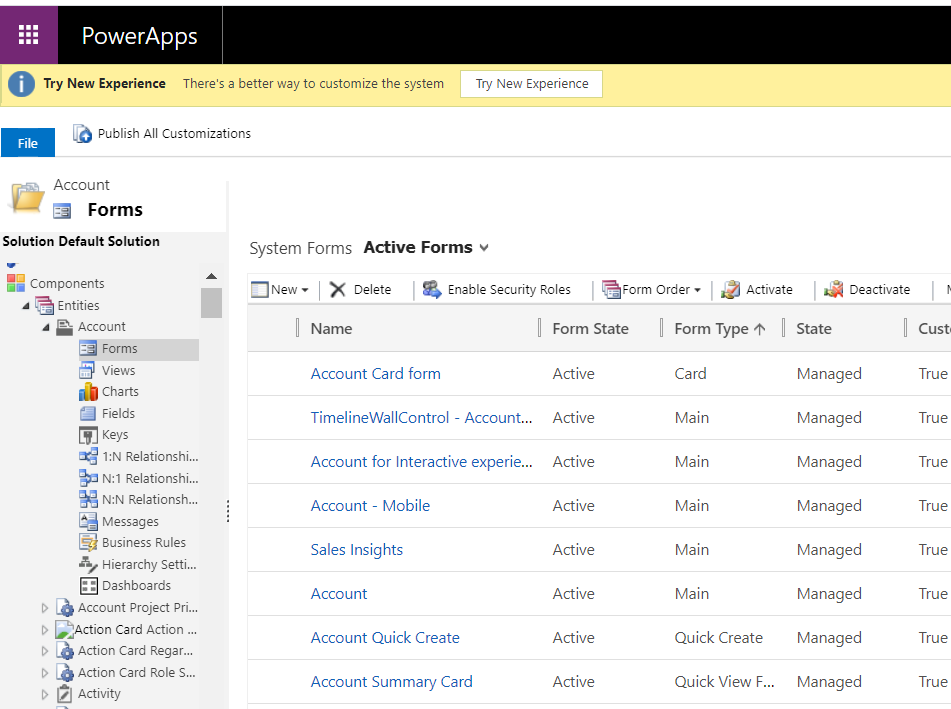 PowerApps
Try New Experience There's a better way to customize the system Try New Experience
File Publish All Customizations
Account
Forms
Solution Default Solution
Components
Entities
Account
Forms
Views
Charts
Fields
Keys
1:N Relationshi...
N:1 Relationshi...
N:N Relationsh...
Messages
Business Rules
Hierarchy Setti...
Dashboards
Account Project Pri...
Action Card Action ...
Action Card Regar...
Action Card Role S...
Activity
System Forms Active Forms
New Delete Enable Security Roles Form Order Activate Deactivate
Name Form State Form Type State Custo
Account Card form Active Card Managed True
TimelineWallControl - Account... Active Main Managed True
Account for Interactive experie... Active Main Managed True
Account - Mobile Active Main Managed True
Sales Insights Active Main Managed True
Account Active Main Managed True
Account Quick Create Active Quick Create Managed True
Account Summary Card Active Quick View F... Managed True